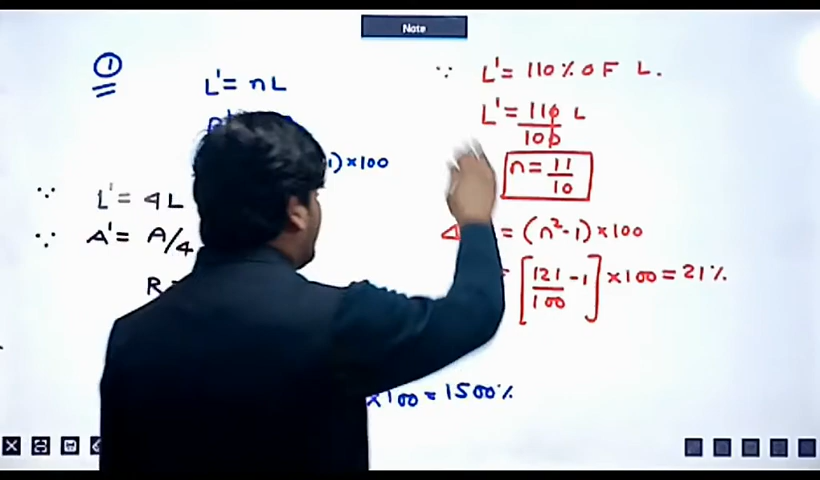 Note
①
L' = nL
1) × 100
∵ L' = 4L
∵ A' = A/4
R =
× 100 = 1500%
∵ L' = 110% OF L.
L' = 110/100 L
n = 11/10
= (n² - 1) × 100
= [121/100 - 1] × 100 = 21%